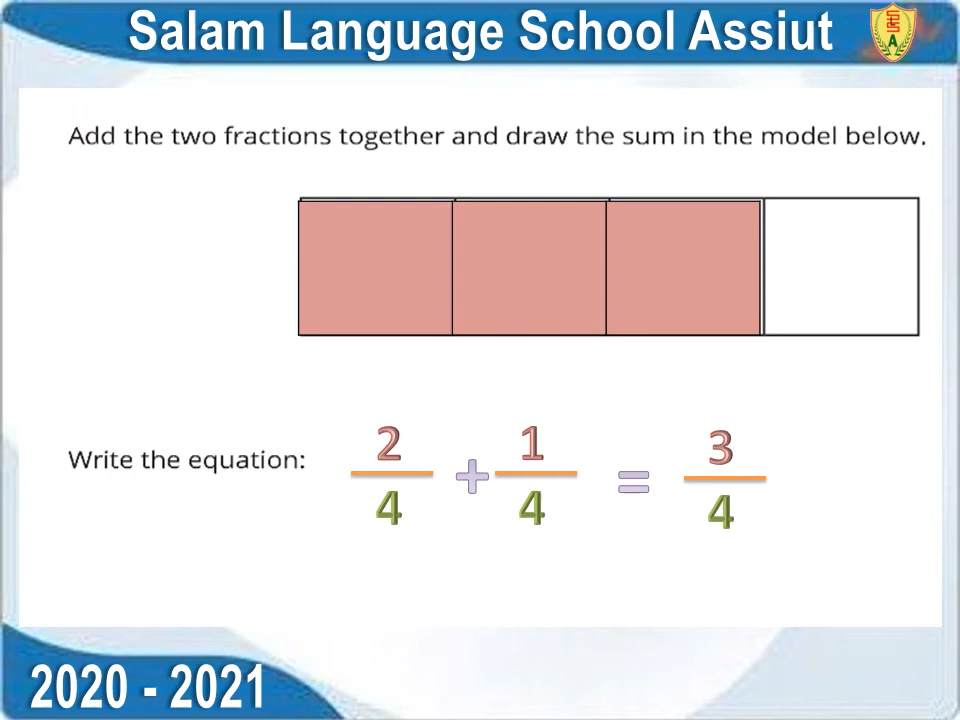 Salam Language School Assiut
Add the two fractions together and draw the sum in the model below.
Write the equation:
2/4 + 1/4 = 3/4
2020 - 2021